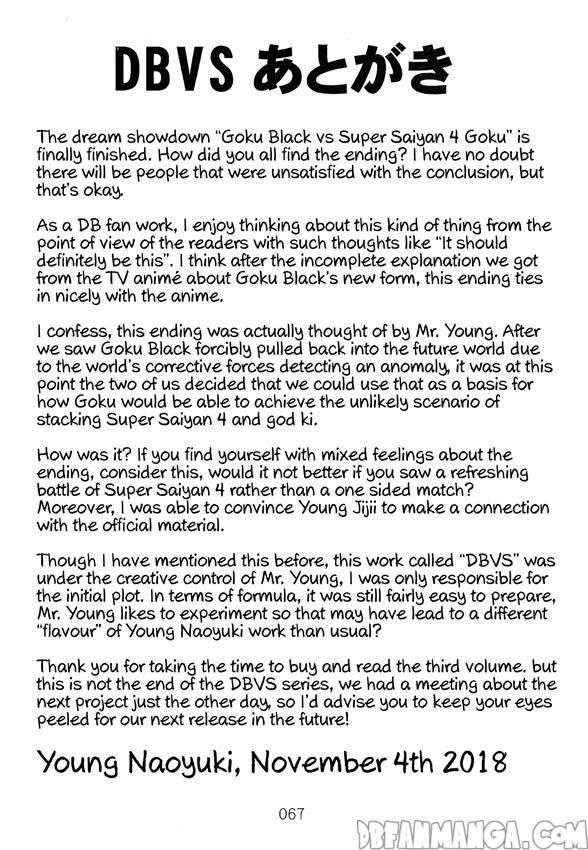 DBVS あとがき
The dream showdown "Goku Black vs Super Saiyan 4 Goku" is
finally finished. How did you all find the ending? I have no doubt
there will be people that were unsatisfied with the conclusion, but
that's okay.
As a DB fan work, I enjoy thinking about this kind of thing from the
point of view of the readers with such thoughts like "It should
definitely be this". I think after the incomplete explanation we got
from the TV animé about Goku Black's new form, this ending ties
in nicely with the anime.
I confess, this ending was actually thought of by Mr. Young. After
we saw Goku Black forcibly pulled back into the future world due
to the world's corrective forces detecting an anomaly, it was at this
point the two of us decided that we could use that as a basis for
how Goku would be able to achieve the unlikely scenario of
stacking Super Saiyan 4 and god ki.
How was it? If you find yourself with mixed feelings about the
ending, consider this, would it not better if you saw a refreshing
battle of Super Saiyan 4 rather than a one sided match?
Moreover, I was able to convince Young Jijii to make a connection
with the official material.
Though I have mentioned this before, this work called "DBVS" was
under the creative control of Mr. Young, I was only responsible for
the initial plot. In terms of formula, it was still fairly easy to prepare,
Mr. Young likes to experiment so that may have lead to a different
"flavour" of Young Naoyuki work than usual?
Thank you for taking the time to buy and read the third volume. but
this is not the end of the DBVS series, we had a meeting about the
next project just the other day, so I'd advise you to keep your eyes
peeled for our next release in the future!
Young Naoyuki, November 4th 2018
067
DBFANMANGA.COM